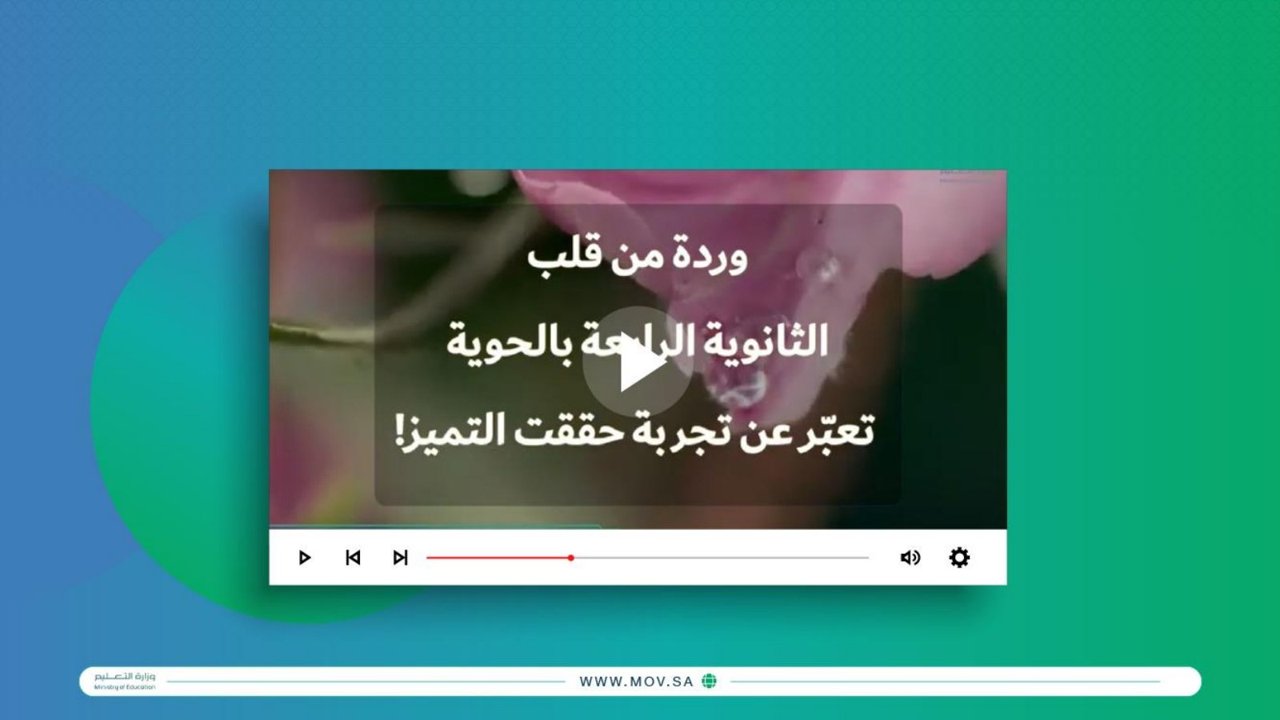 وردة من قلب
الثانوية الرابعة بالحوية
تعبّر عن تجربة حققت التميز!
وزارة التعليم
Ministry of Education
WWW.MOV.SA